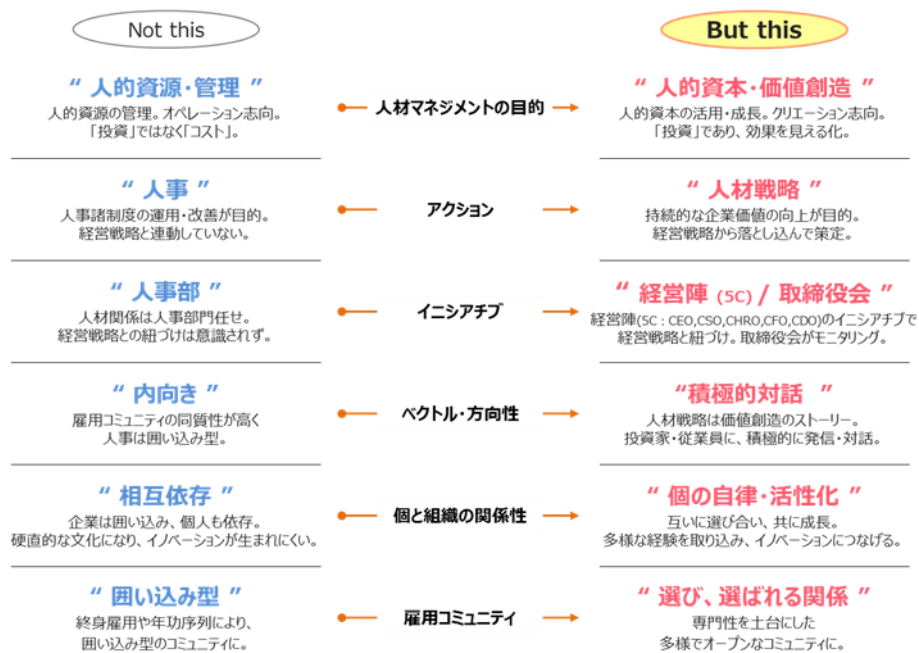 Not this
But this
“ 人的資源・管理 ”
人的資源の管理。オペレーション志向。
「投資」ではなく「コスト」。
人材マネジメントの目的
“ 人的資本・価値創造 ”
人的資本の活用・成長。クリエーション志向。
「投資」であり、効果を見える化。
“ 人事 ”
人事諸制度の運用・改善が目的。
経営戦略と連動していない。
アクション
“ 人材戦略 ”
持続的な企業価値の向上が目的。
経営戦略から落とし込んで策定。
“ 人事部 ”
人材関係は人事部門任せ。
経営戦略との紐づけは意識されず。
イニシアチブ
“ 経営陣 (5C) / 取締役会 ”
経営陣(5C : CEO,CSO,CHRO,CFO,CDO)のイニシアチブで
経営戦略と紐づけ。取締役会がモニタリング。
“ 内向き ”
雇用コミュニティの同質性が高く
人事は囲い込み型。
ベクトル・方向性
“積極的対話 ”
人材戦略は価値創造のストーリー。
投資家・従業員に、積極的に発信・対話。
“ 相互依存 ”
企業は囲い込み、個人も依存。
硬直的な文化になり、イノベーションが生まれにくい。
個と組織の関係性
“ 個の自律・活性化 ”
互いに選び合い、共に成長。
多様な経験を取り込み、イノベーションにつなげる。
“ 囲い込み型 ”
終身雇用や年功序列により、
囲い込み型のコミュニティに。
雇用コミュニティ
“ 選び、選ばれる関係 ”
専門性を土台にした
多様でオープンなコミュニティに。